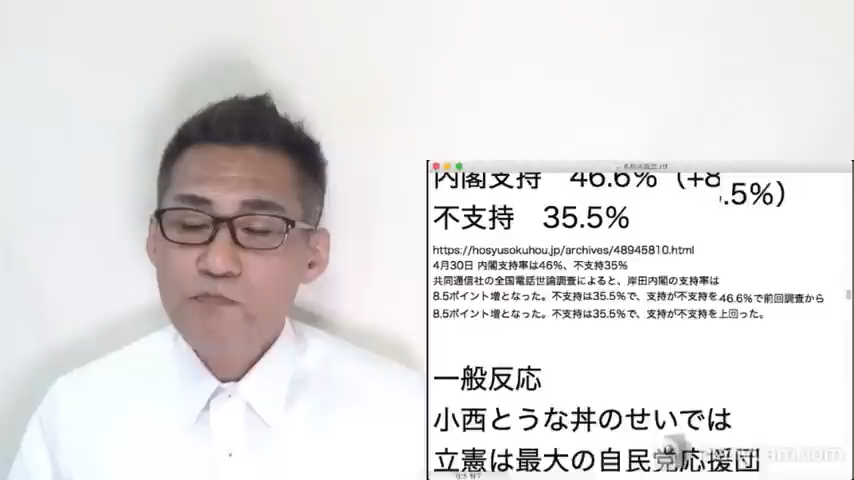 内閣支持 46.6%（+8.5%）
不支持 35.5%
https://hosyusokuhou.jp/archives/48945810.html
4月30日 内閣支持率は46%、不支持35%
共同通信社の全国電話世論調査によると、岸田内閣の支持率は
8.5ポイント増となった。不支持は35.5%で、支持が不支持を46.6%で前回調査から
8.5ポイント増となった。不支持は35.5%で、支持が不支持を上回った。
一般反応
小西とうな丼のせいでは
立憲は最大の自民党応援団